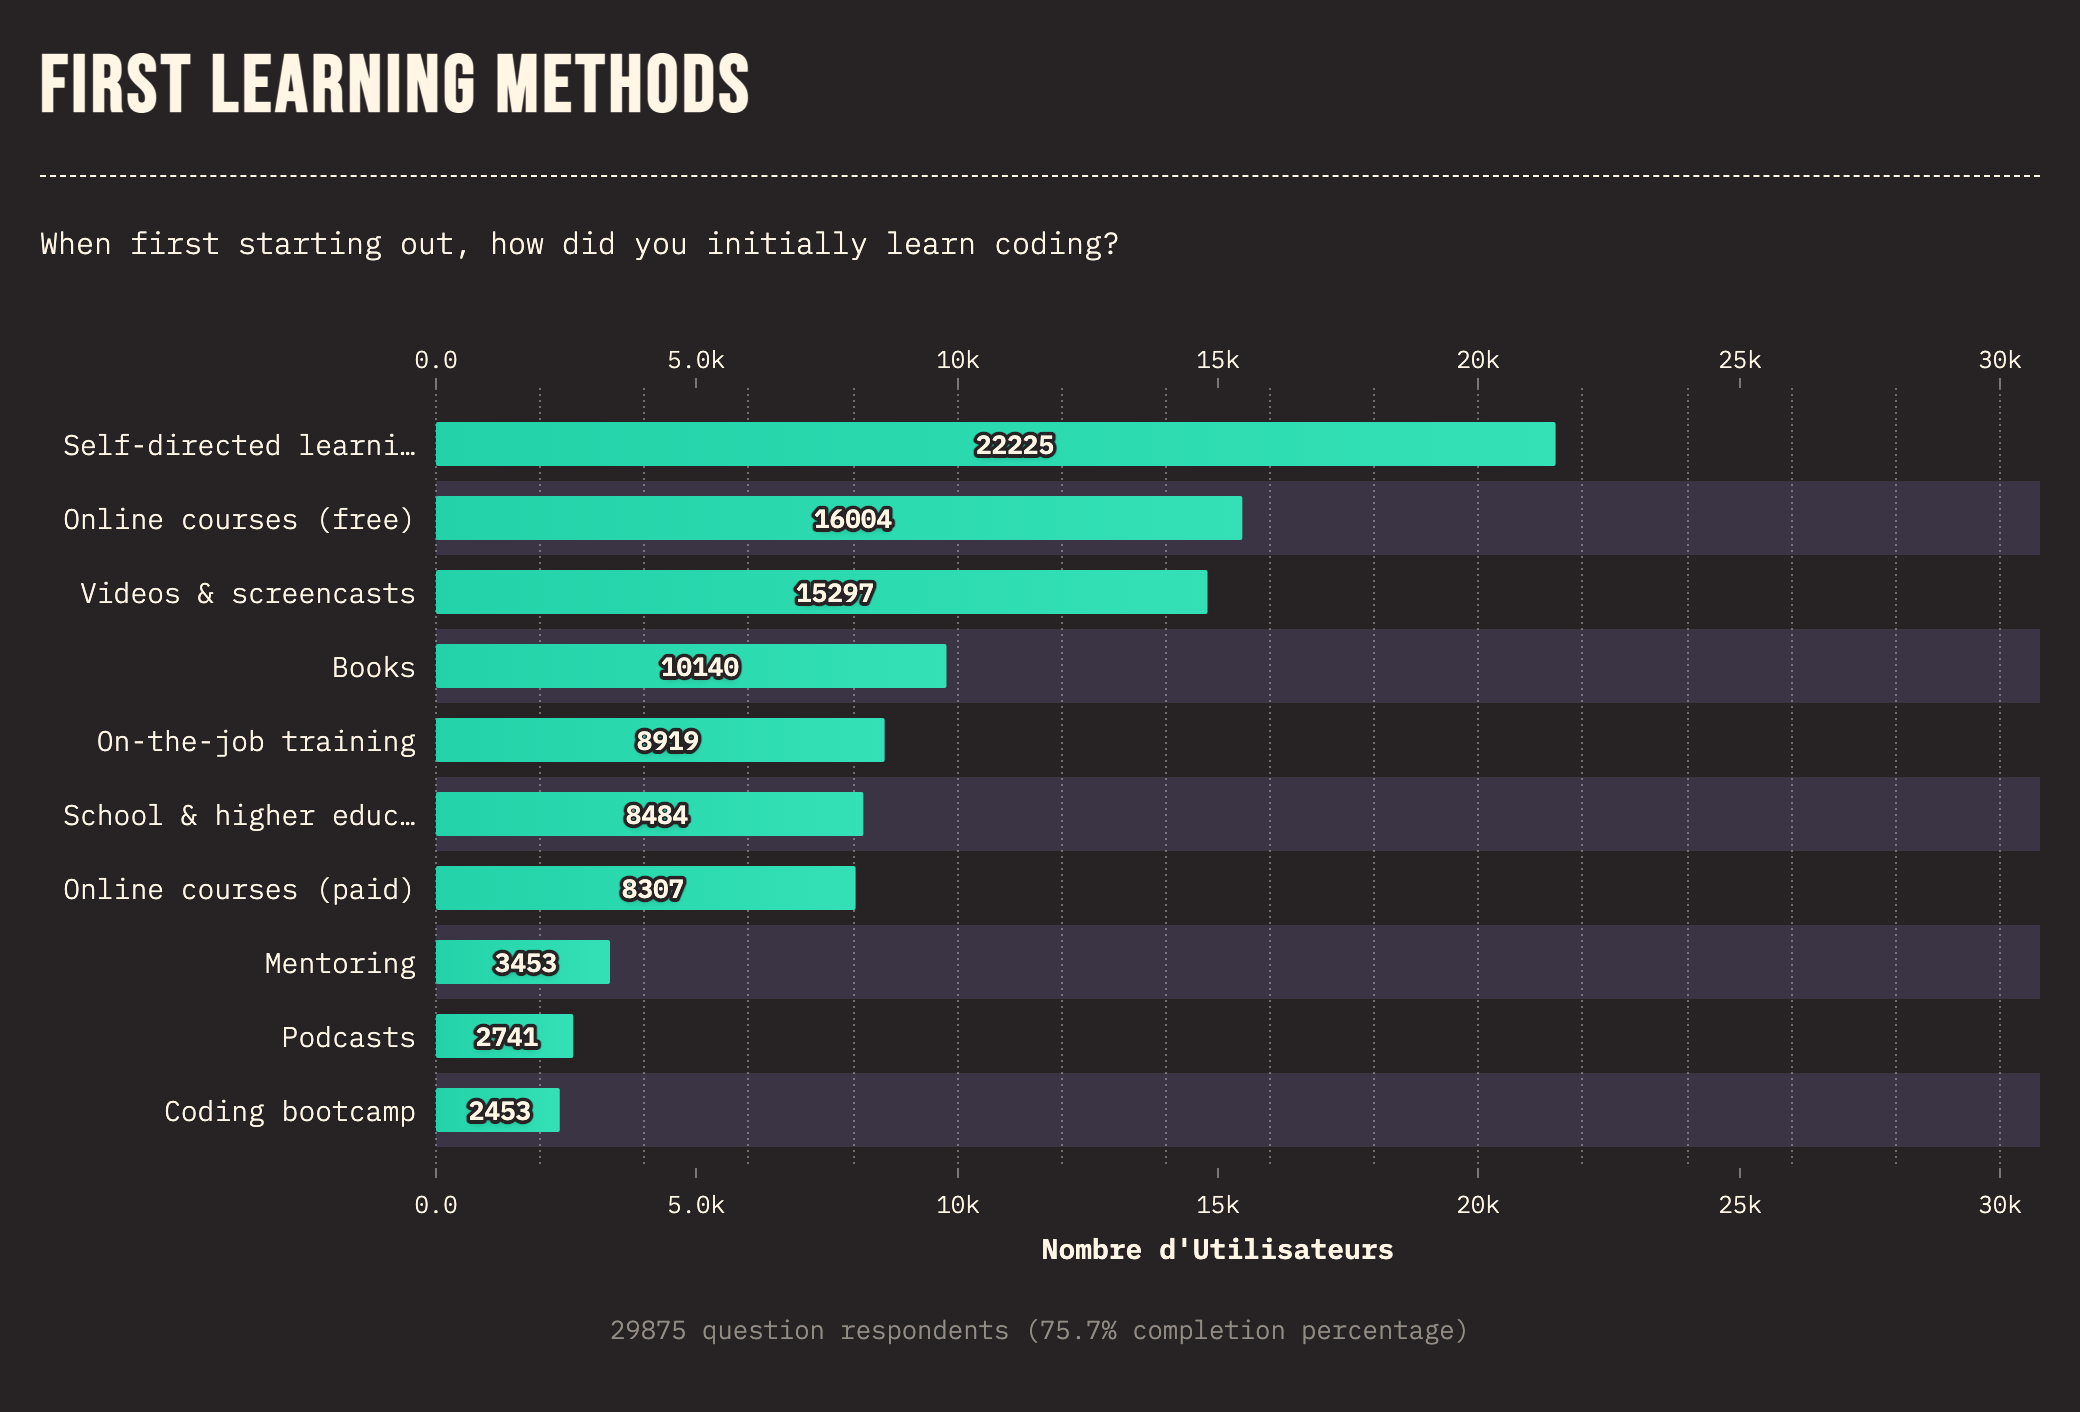 FIRST LEARNING METHODS
When first starting out, how did you initially learn coding?
0.0 5.0k 10k 15k 20k 25k 30k
Self-directed learni… 22225
Online courses (free) 16004
Videos & screencasts 15297
Books 10140
On-the-job training 8919
School & higher educ… 8484
Online courses (paid) 8307
Mentoring 3453
Podcasts 2741
Coding bootcamp 2453
0.0 5.0k 10k 15k 20k 25k 30k
Nombre d'Utilisateurs
29875 question respondents (75.7% completion percentage)